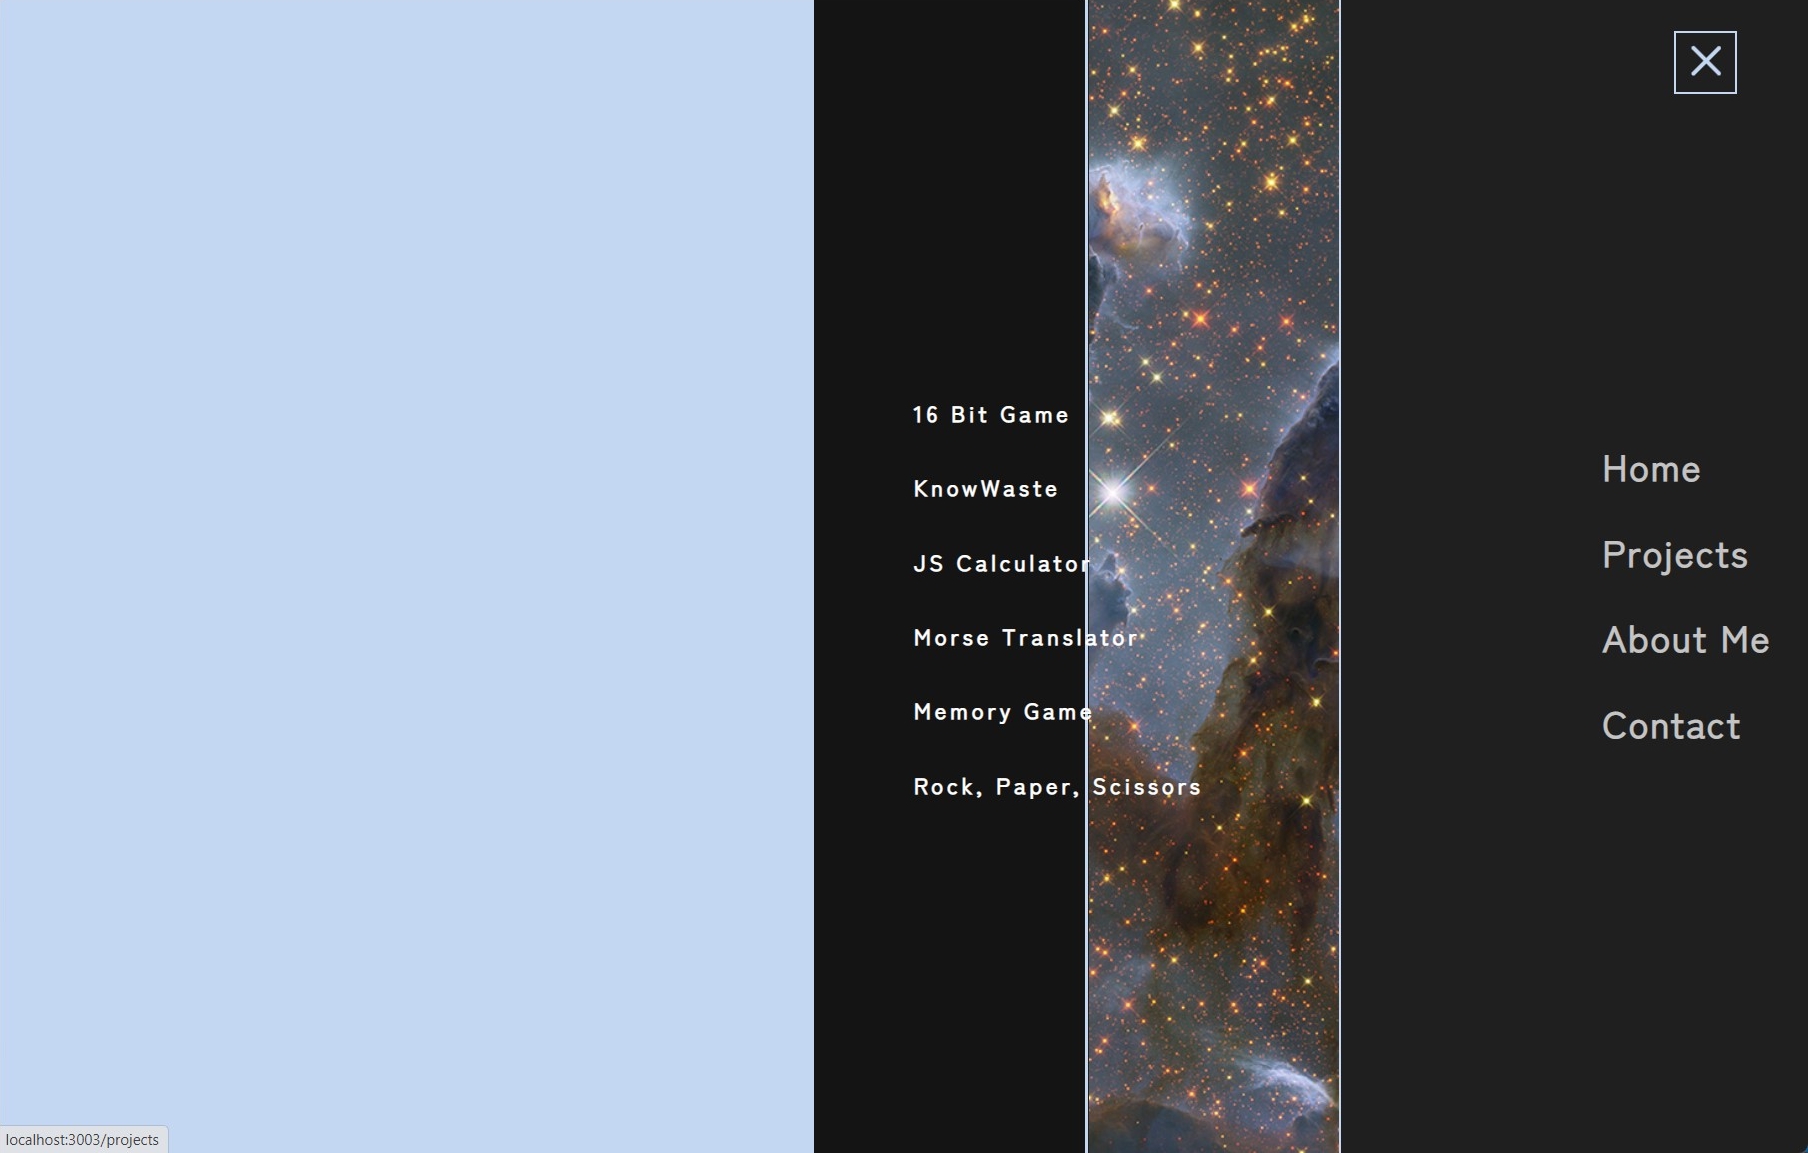 16 Bit Game
KnowWaste
JS Calculator
Morse Translator
Memory Game
Rock, Paper, Scissors
Home
Projects
About Me
Contact
localhost:3003/projects